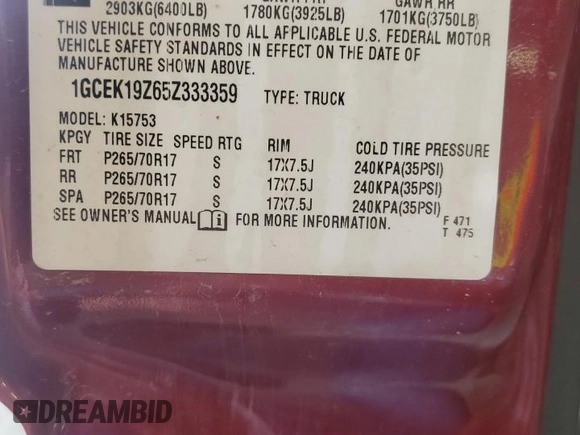 2903KG(6400LB) 1780KG(3925LB) 1701KG(3750LB)
THIS VEHICLE CONFORMS TO ALL APPLICABLE U.S. FEDERAL MOTOR
VEHICLE SAFETY STANDARDS IN EFFECT ON THE DATE OF
MANUFACTURE SHOWN ABOVE.
1GCEK19Z65Z333359 TYPE: TRUCK
MODEL: K15753
KPGY TIRE SIZE SPEED RTG RIM COLD TIRE PRESSURE
FRT P265/70R17 S 17X7.5J 240KPA(35PSI)
RR P265/70R17 S 17X7.5J 240KPA(35PSI)
SPA P265/70R17 S 17X7.5J 240KPA(35PSI)
SEE OWNER'S MANUAL i FOR MORE INFORMATION.
F 471
T 475
DREAMBID